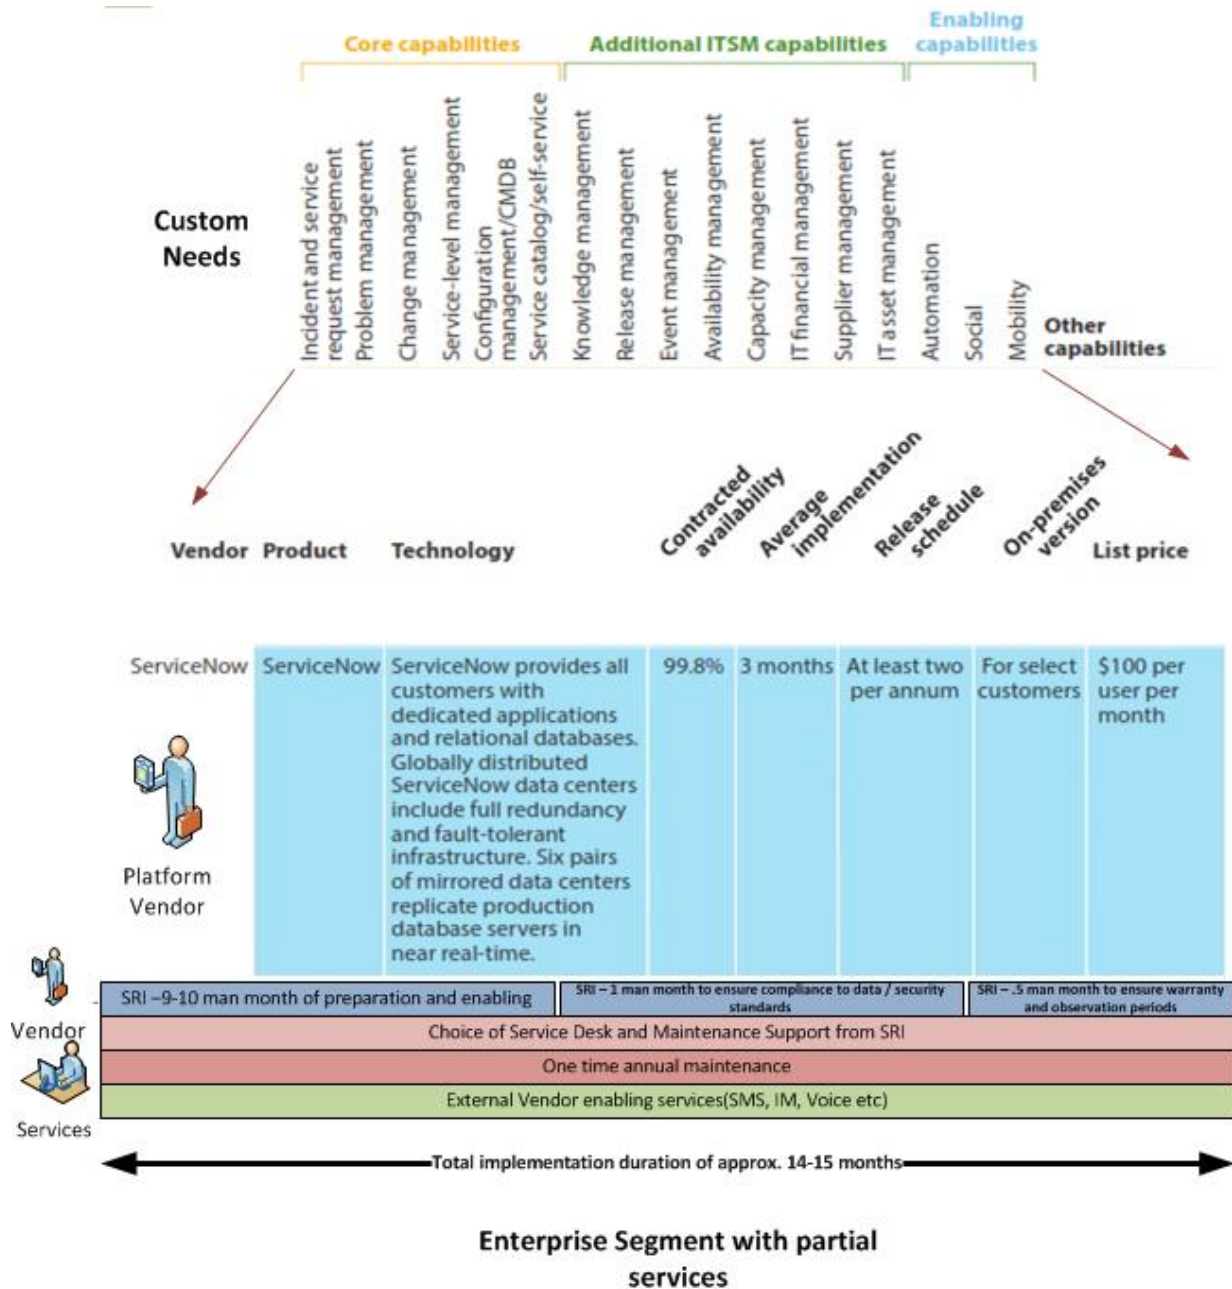 Core capabilities
Additional ITSM capabilities
Enabling
capabilities
Custom
Needs
Incident and service
request management
Problem management
Change management
Service-level management
Configuration
management/CMDB
Service catalog/self-service
Knowledge management
Release management
Event management
Availability management
Capacity management
IT financial management
Supplier management
IT asset management
Automation
Social
Mobility
Other
capabilities
Vendor
Product
Technology
Contracted
availability
Average
implementation
Release
schedule
On-premises
version
List price
ServiceNow
ServiceNow
ServiceNow provides all
customers with
dedicated applications
and relational databases.
Globally distributed
ServiceNow data centers
include full redundancy
and fault-tolerant
infrastructure. Six pairs
of mirrored data centers
replicate production
database servers in
near real-time.
99.8%
3 months
At least two
per annum
For select
customers
$100 per
user per
month
Platform
Vendor
SRI –9-10 man month of preparation and enabling
SRI – 1 man month to ensure compliance to data / security
standards
SRI – .5 man month to ensure warranty
and observation periods
Vendor
Choice of Service Desk and Maintenance Support from SRI
One time annual maintenance
External Vendor enabling services(SMS, IM, Voice etc)
Services
Total implementation duration of approx. 14-15 months
Enterprise Segment with partial
services